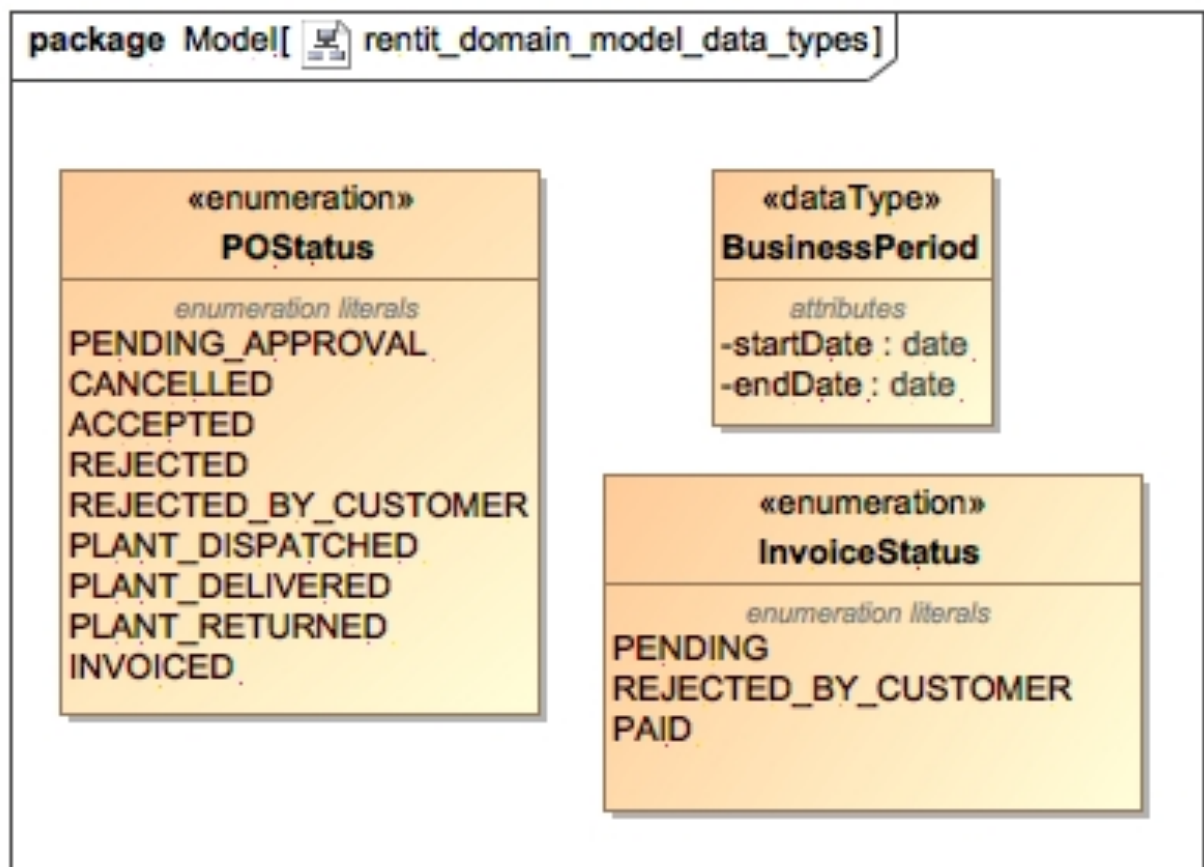 package Model[ rentit_domain_model_data_types]
«enumeration»
POStatus
enumeration literals
PENDING_APPROVAL
CANCELLED
ACCEPTED
REJECTED
REJECTED_BY_CUSTOMER
PLANT_DISPATCHED
PLANT_DELIVERED
PLANT_RETURNED
INVOICED
«dataType»
BusinessPeriod
attributes
-startDate : date
-endDate : date
«enumeration»
InvoiceStatus
enumeration literals
PENDING
REJECTED_BY_CUSTOMER
PAID